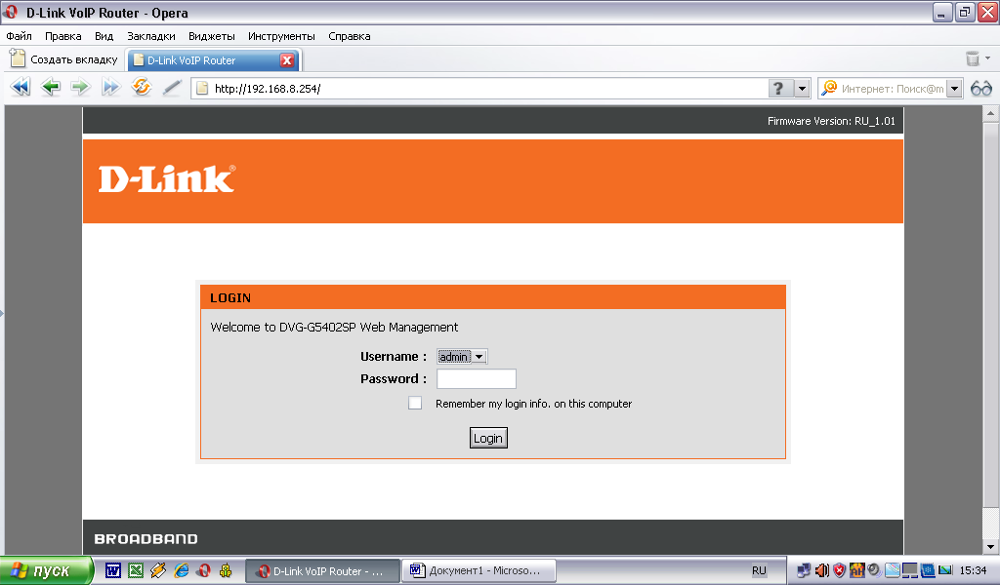 D-Link VoIP Router - Opera
Файл Правка Вид Закладки Виджеты Инструменты Справка
Создать вкладку D-Link VoIP Router
http://192.168.8.254/ ? Интернет: Поиск@m
Firmware Version: RU_1.01
D-Link®
LOGIN
Welcome to DVG-G5402SP Web Management
Username : admin
Password :
Remember my login info. on this computer
Login
BROADBAND
пуск D-Link VoIP Router - ... Документ1 - Microso... RU 15:34